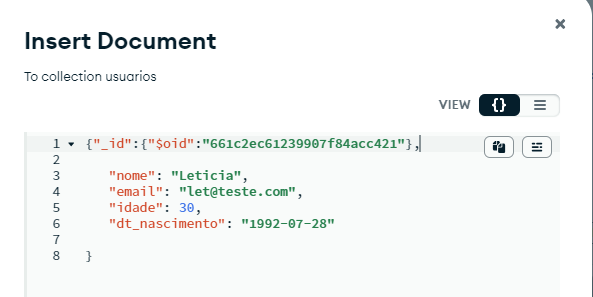 Insert Document
To collection usuarios
VIEW {}
1 {"_id":{"$oid":"661c2ec61239907f84acc421"},
2
3 "nome": "Leticia",
4 "email": "let@teste.com",
5 "idade": 30,
6 "dt_nascimento": "1992-07-28"
7
8 }